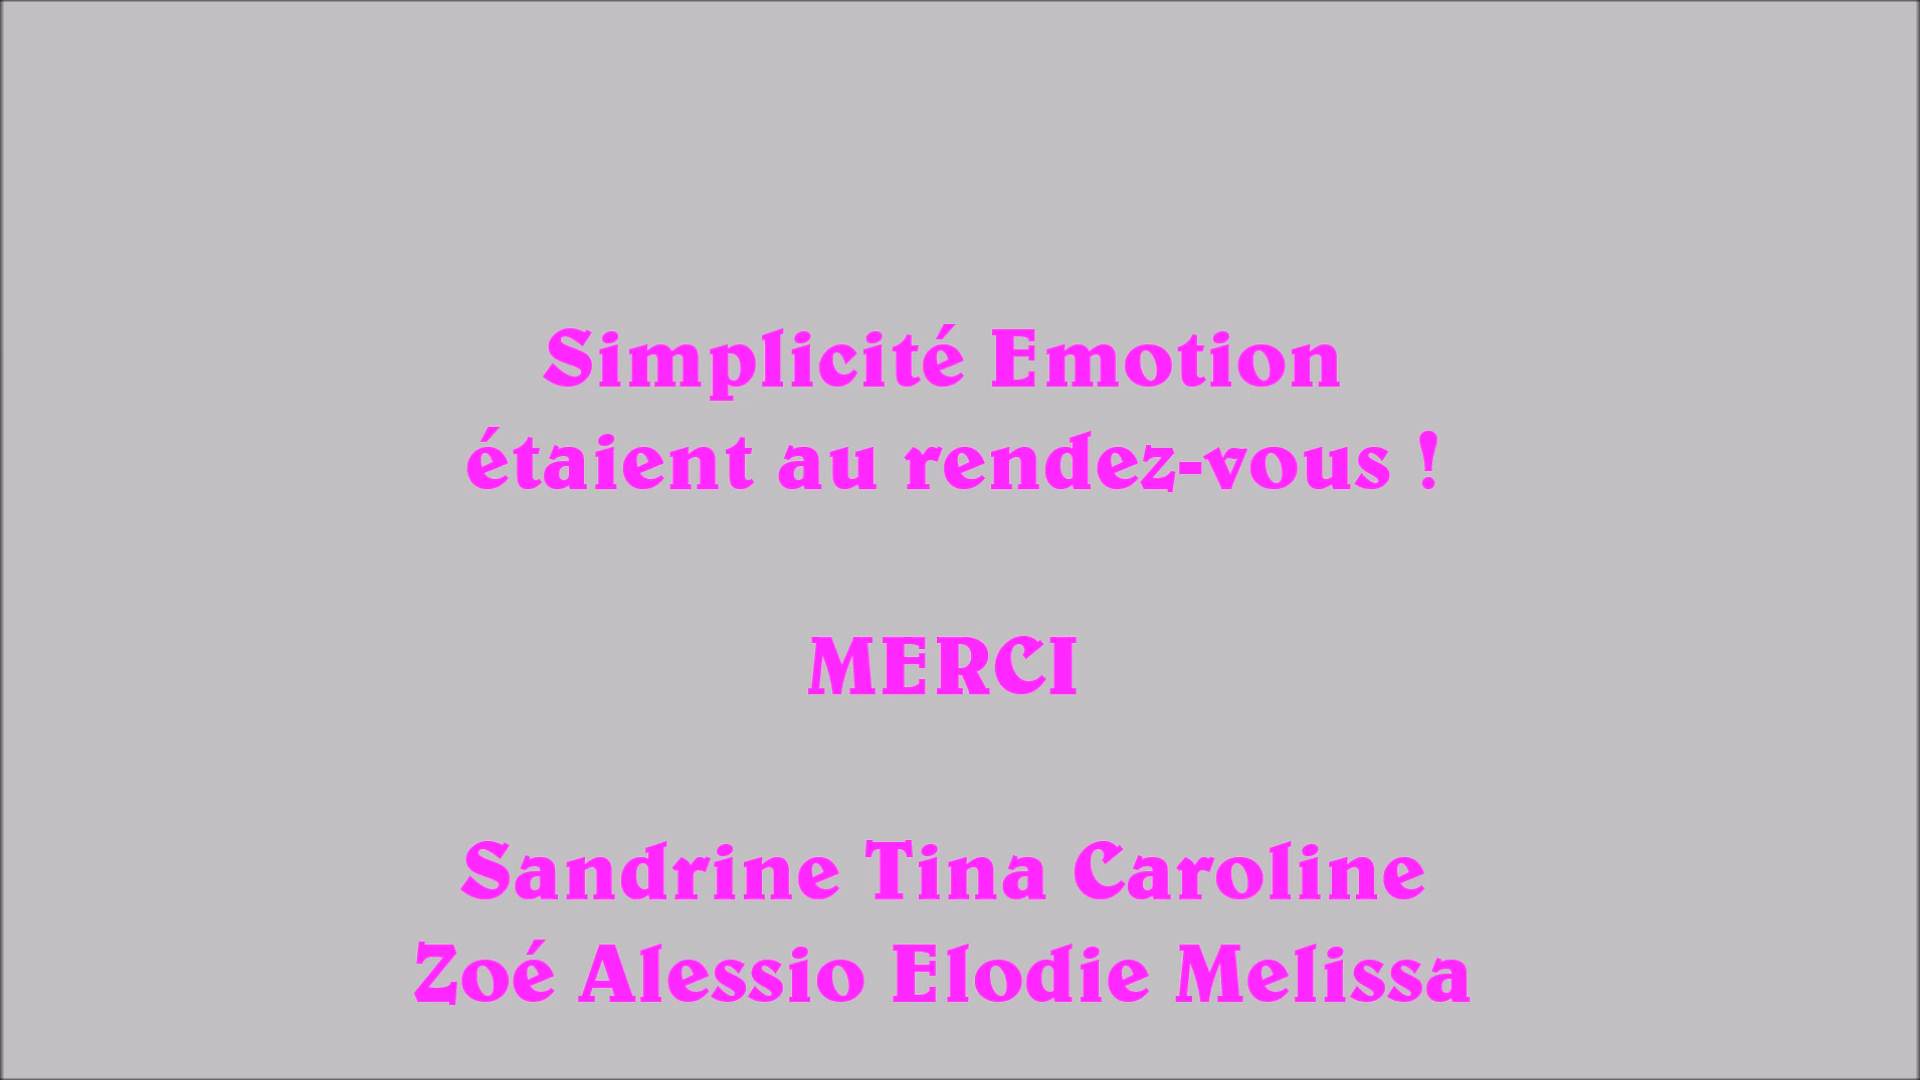 Simplicité Emotion
étaient au rendez-vous !
MERCI
Sandrine Tina Caroline
Zoé Alessio Elodie Melissa